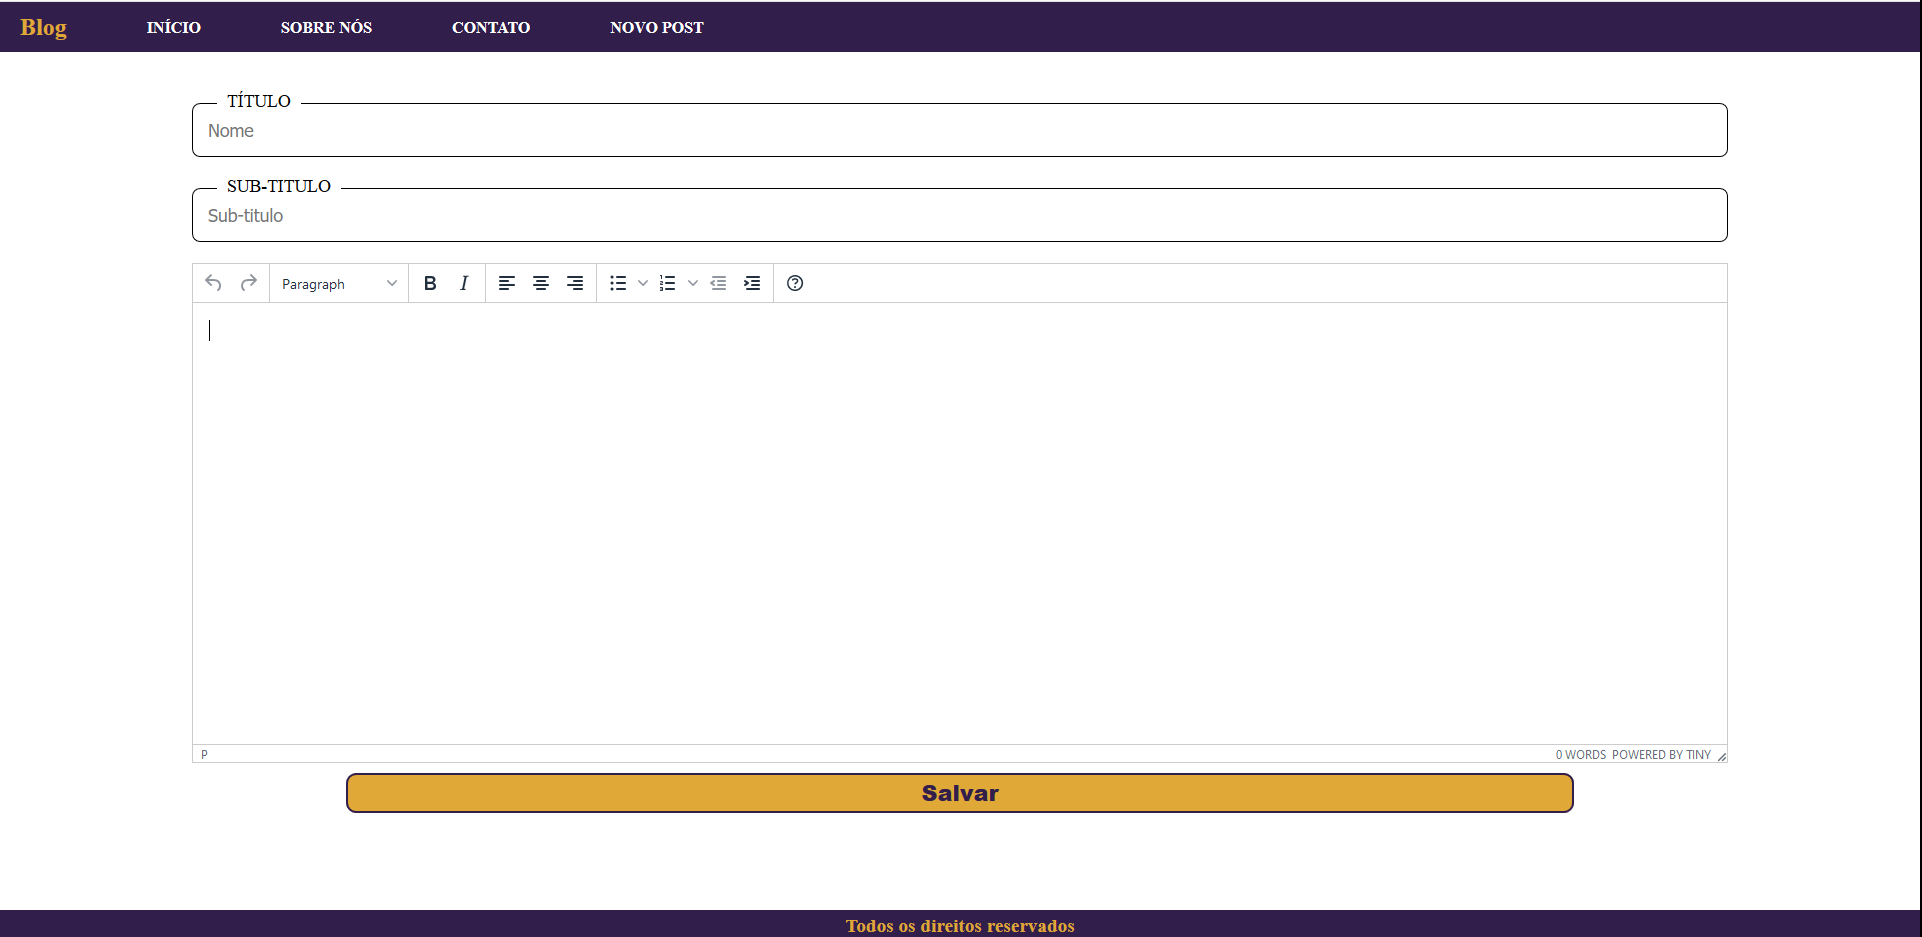 Blog INÍCIO SOBRE NÓS CONTATO NOVO POST
TÍTULO
Nome
SUB-TITULO
Sub-titulo
Paragraph B I
P 0 WORDS POWERED BY TINY
Salvar
Todos os direitos reservados